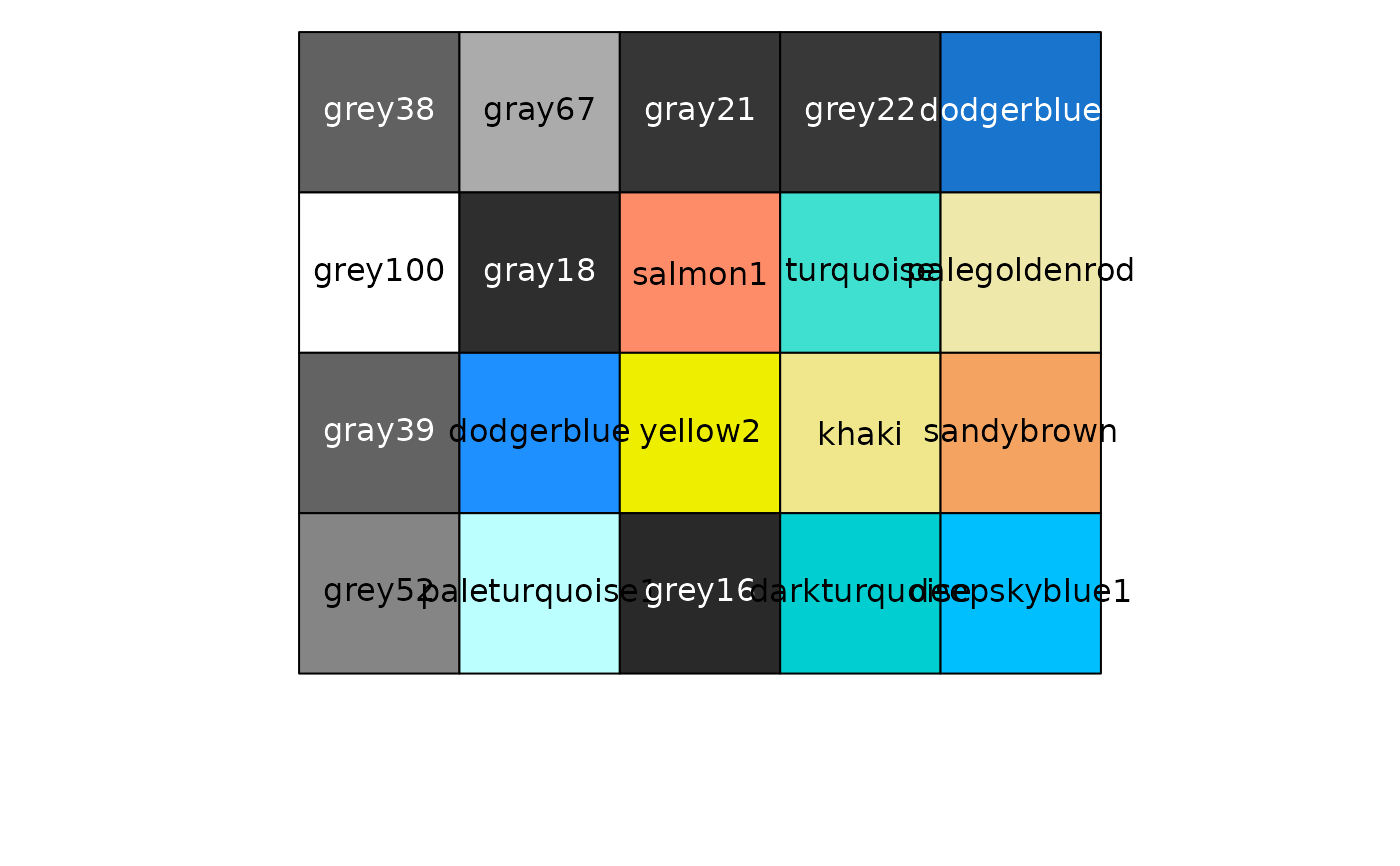 grey38 gray67 gray21 grey22 dodgerblue
grey100 gray18 salmon1 turquoise palegoldenrod
gray39 dodgerblue yellow2 khaki sandybrown
grey52 paleturquoise1 grey16 darkturquoise deepskyblue1